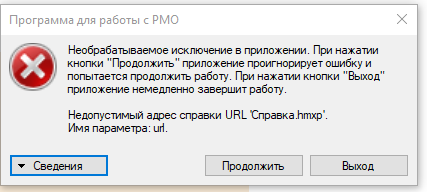 Программа для работы с РМО
Необрабатываемое исключение в приложении. При нажатии
кнопки "Продолжить" приложение проигнорирует ошибку и
попытается продолжить работу. При нажатии кнопки "Выход"
приложение немедленно завершит работу.
Недопустимый адрес справки URL 'Справка.hmxp'.
Имя параметра: url.
Сведения
Продолжить
Выход